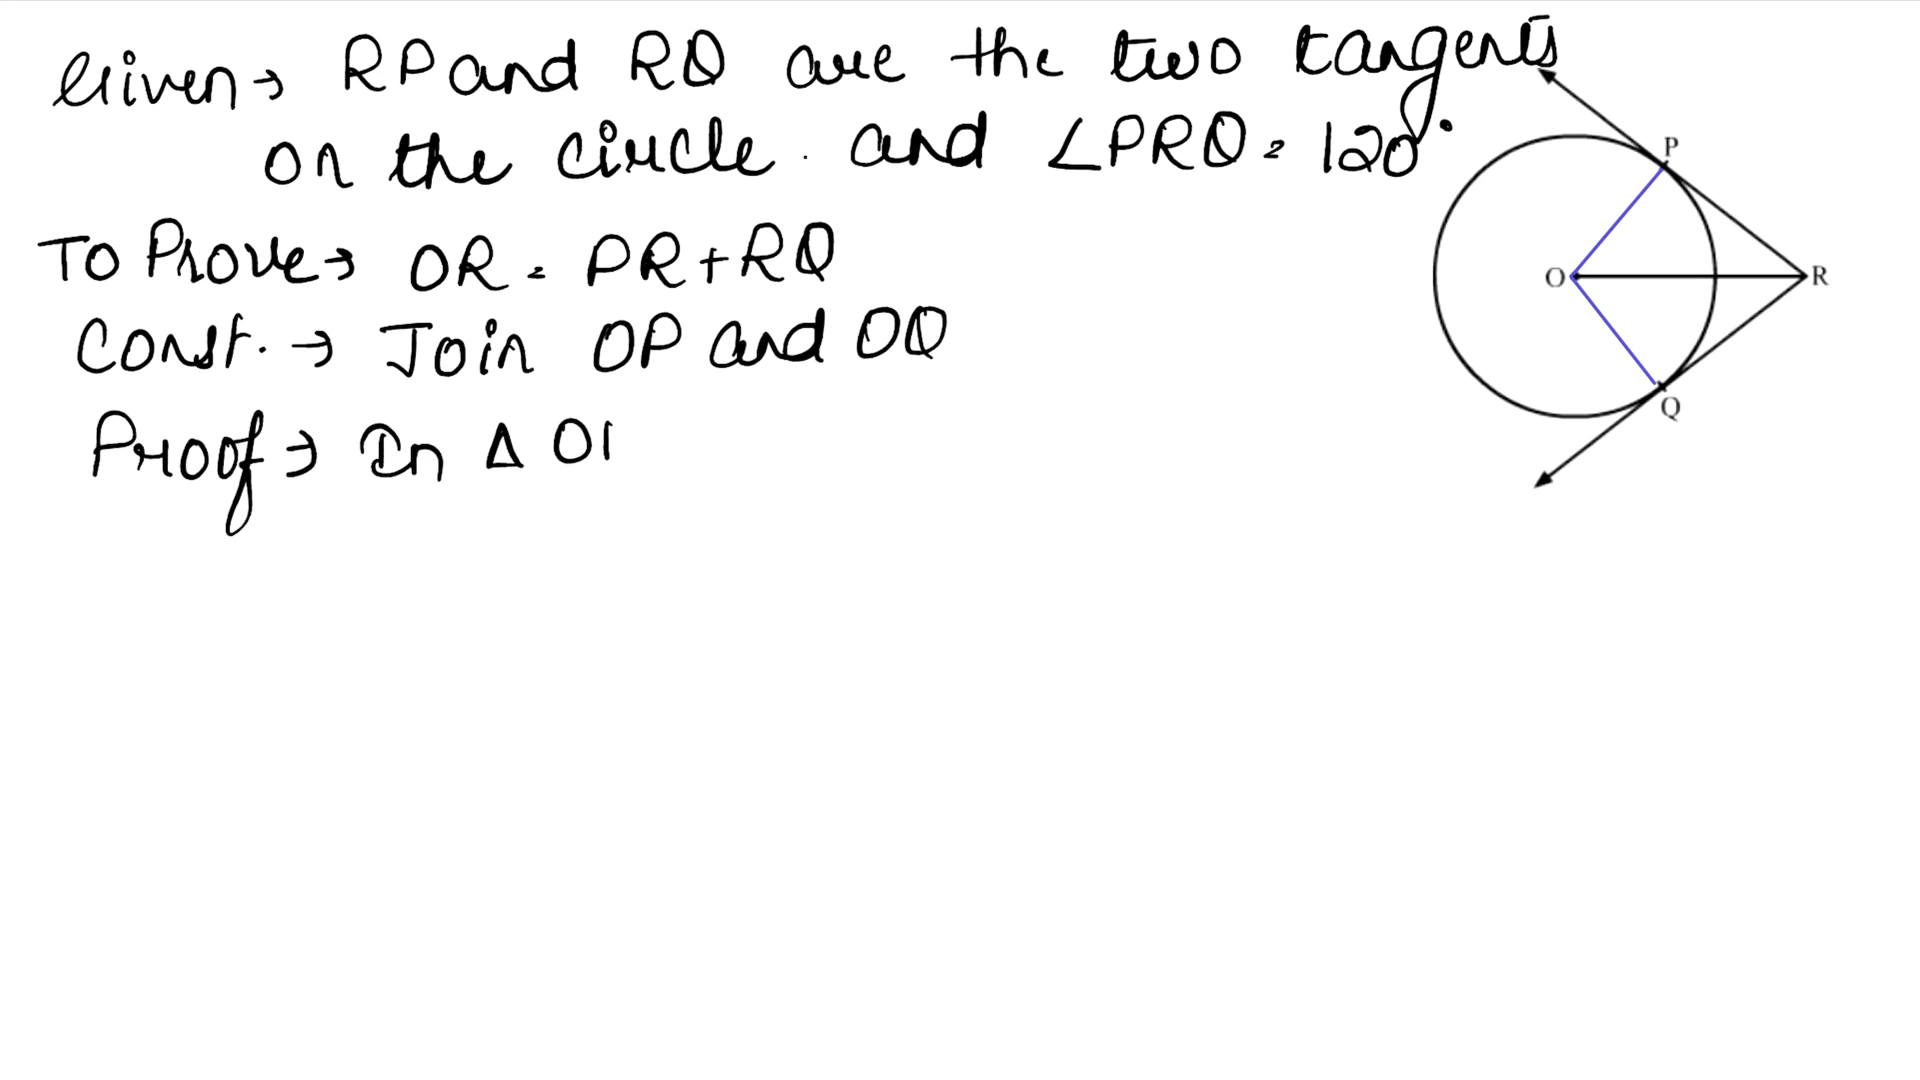 Given → RP and RQ are the two tangents
on the circle. and ∠PRQ = 120°
TO Prove → OR = PR + RQ
Const. → Join OP and OQ
Proof → In Δ OI
P
O
R
Q